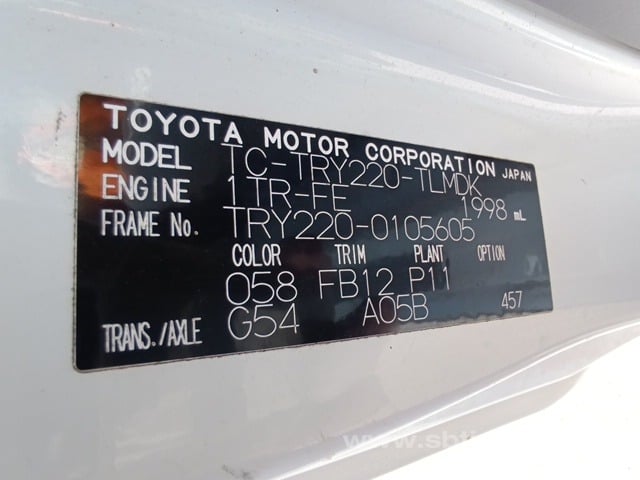 TOYOTA MOTOR CORPORATION JAPAN
MODEL TC-TRY220-TLMDK
ENGINE 1TR-FE 1998 mL
FRAME No. TRY220-0105605
COLOR TRIM PLANT OPTION
058 FB12 P11
TRANS./AXLE G54 A05B 457